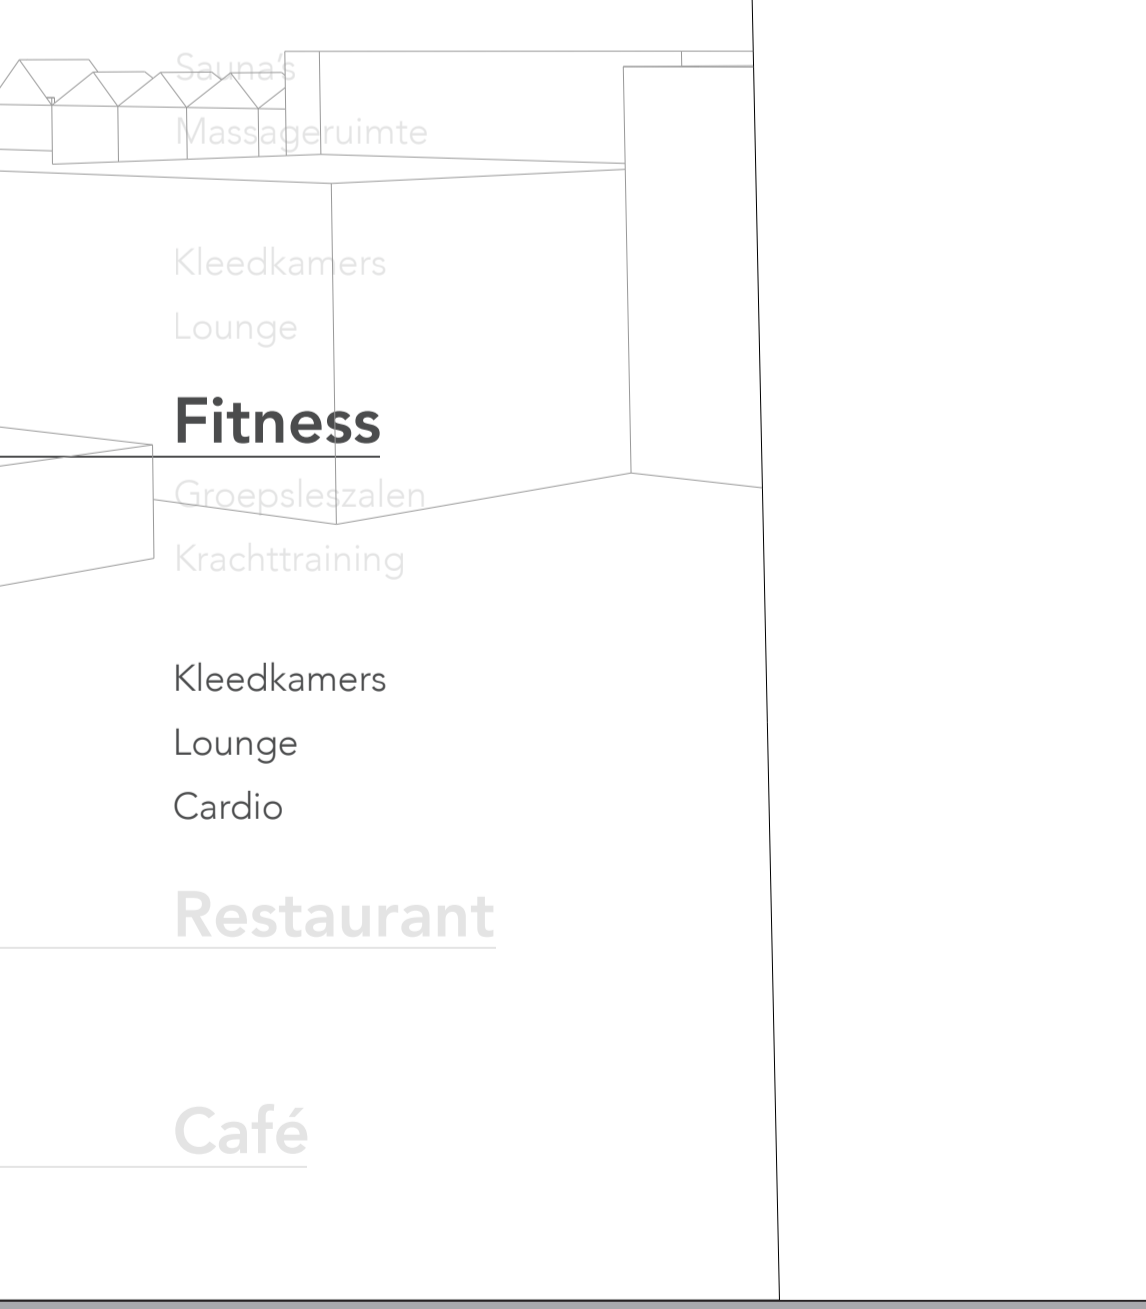 Sauna's
Massageruimte
Kleedkamers
Lounge
Fitness
Groepsleszalen
Krachttraining
Kleedkamers
Lounge
Cardio
Restaurant
Café